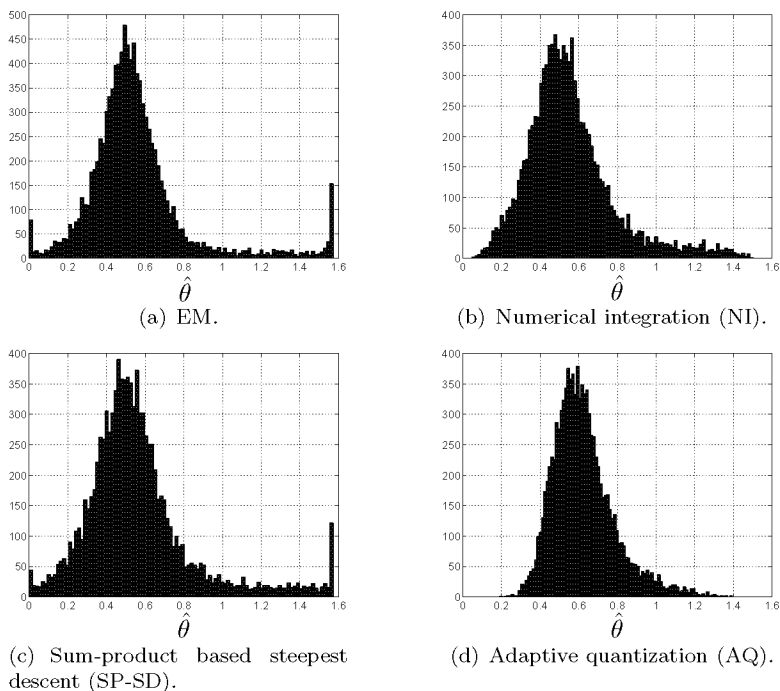 500
450
400
350
300
250
200
150
100
50
0
0 0.2 0.4 0.6 0.8 1 1.2 1.4 1.6
θ̂
(a) EM.
400
350
300
250
200
150
100
50
0
0 0.2 0.4 0.6 0.8 1 1.2 1.4 1.6
θ̂
(b) Numerical integration (NI).
400
350
300
250
200
150
100
50
0
0 0.2 0.4 0.6 0.8 1 1.2 1.4 1.6
θ̂
(c) Sum-product based steepest
descent (SP-SD).
400
350
300
250
200
150
100
50
0
0 0.2 0.4 0.6 0.8 1 1.2 1.4 1.6
θ̂
(d) Adaptive quantization (AQ).